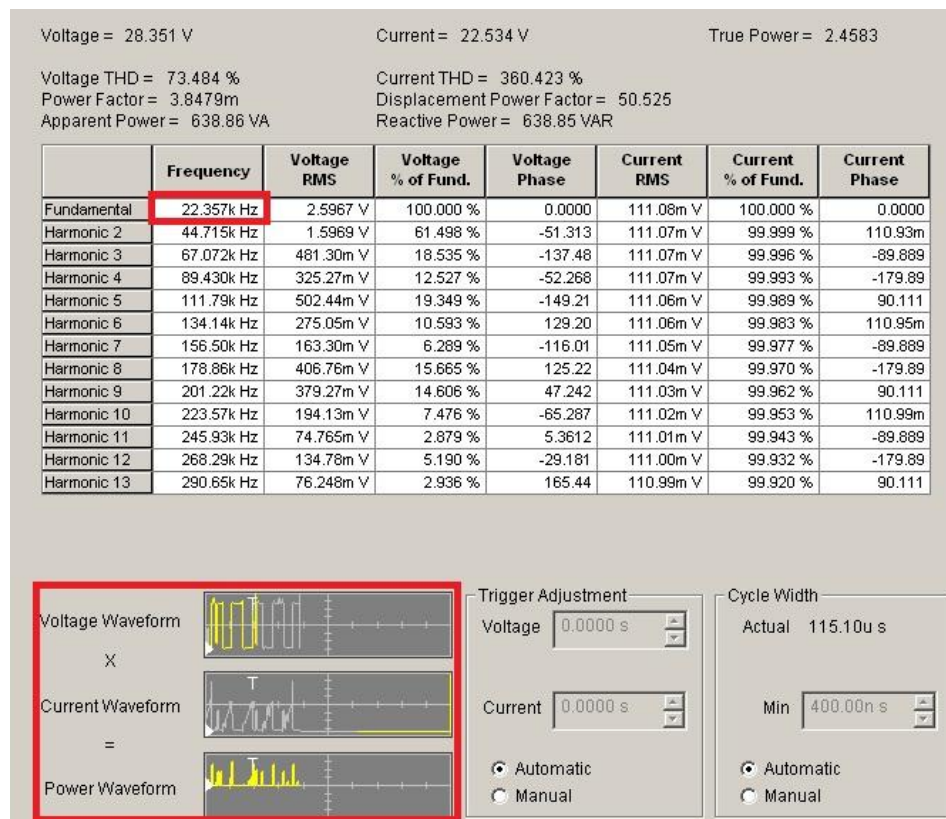 Voltage = 28.351 V Current = 22.534 V True Power = 2.4583
Voltage THD = 73.484 % Current THD = 360.423 %
Power Factor = 3.8479m Displacement Power Factor = 50.525
Apparent Power = 638.86 VA Reactive Power = 638.85 VAR
Frequency Voltage RMS Voltage % of Fund. Voltage Phase Current RMS Current % of Fund. Current Phase
Fundamental 22.357k Hz 2.5967 V 100.000 % 0.0000 111.08m V 100.000 % 0.0000
Harmonic 2 44.715k Hz 1.5969 V 61.498 % -51.313 111.07m V 99.999 % 110.93m
Harmonic 3 67.072k Hz 481.30m V 18.535 % -137.48 111.07m V 99.996 % -89.889
Harmonic 4 89.430k Hz 325.27m V 12.527 % -52.268 111.07m V 99.993 % -179.89
Harmonic 5 111.79k Hz 502.44m V 19.349 % -149.21 111.06m V 99.989 % 90.111
Harmonic 6 134.14k Hz 275.05m V 10.593 % 129.20 111.06m V 99.983 % 110.95m
Harmonic 7 156.50k Hz 163.30m V 6.289 % -116.01 111.05m V 99.977 % -89.889
Harmonic 8 178.86k Hz 406.76m V 15.665 % 125.22 111.04m V 99.970 % -179.89
Harmonic 9 201.22k Hz 379.27m V 14.606 % 47.242 111.03m V 99.962 % 90.111
Harmonic 10 223.57k Hz 194.13m V 7.476 % -65.287 111.02m V 99.953 % 110.99m
Harmonic 11 245.93k Hz 74.765m V 2.879 % 5.3612 111.01m V 99.943 % -89.889
Harmonic 12 268.29k Hz 134.78m V 5.190 % -29.181 111.00m V 99.932 % -179.89
Harmonic 13 290.65k Hz 76.248m V 2.936 % 165.44 110.99m V 99.920 % 90.111
Voltage Waveform
T
X
Current Waveform
T
=
Power Waveform
T
Trigger Adjustment
Voltage 0.0000 s
Current 0.0000 s
Automatic
Manual
Cycle Width
Actual 115.10u s
Min 400.00n s
Automatic
Manual